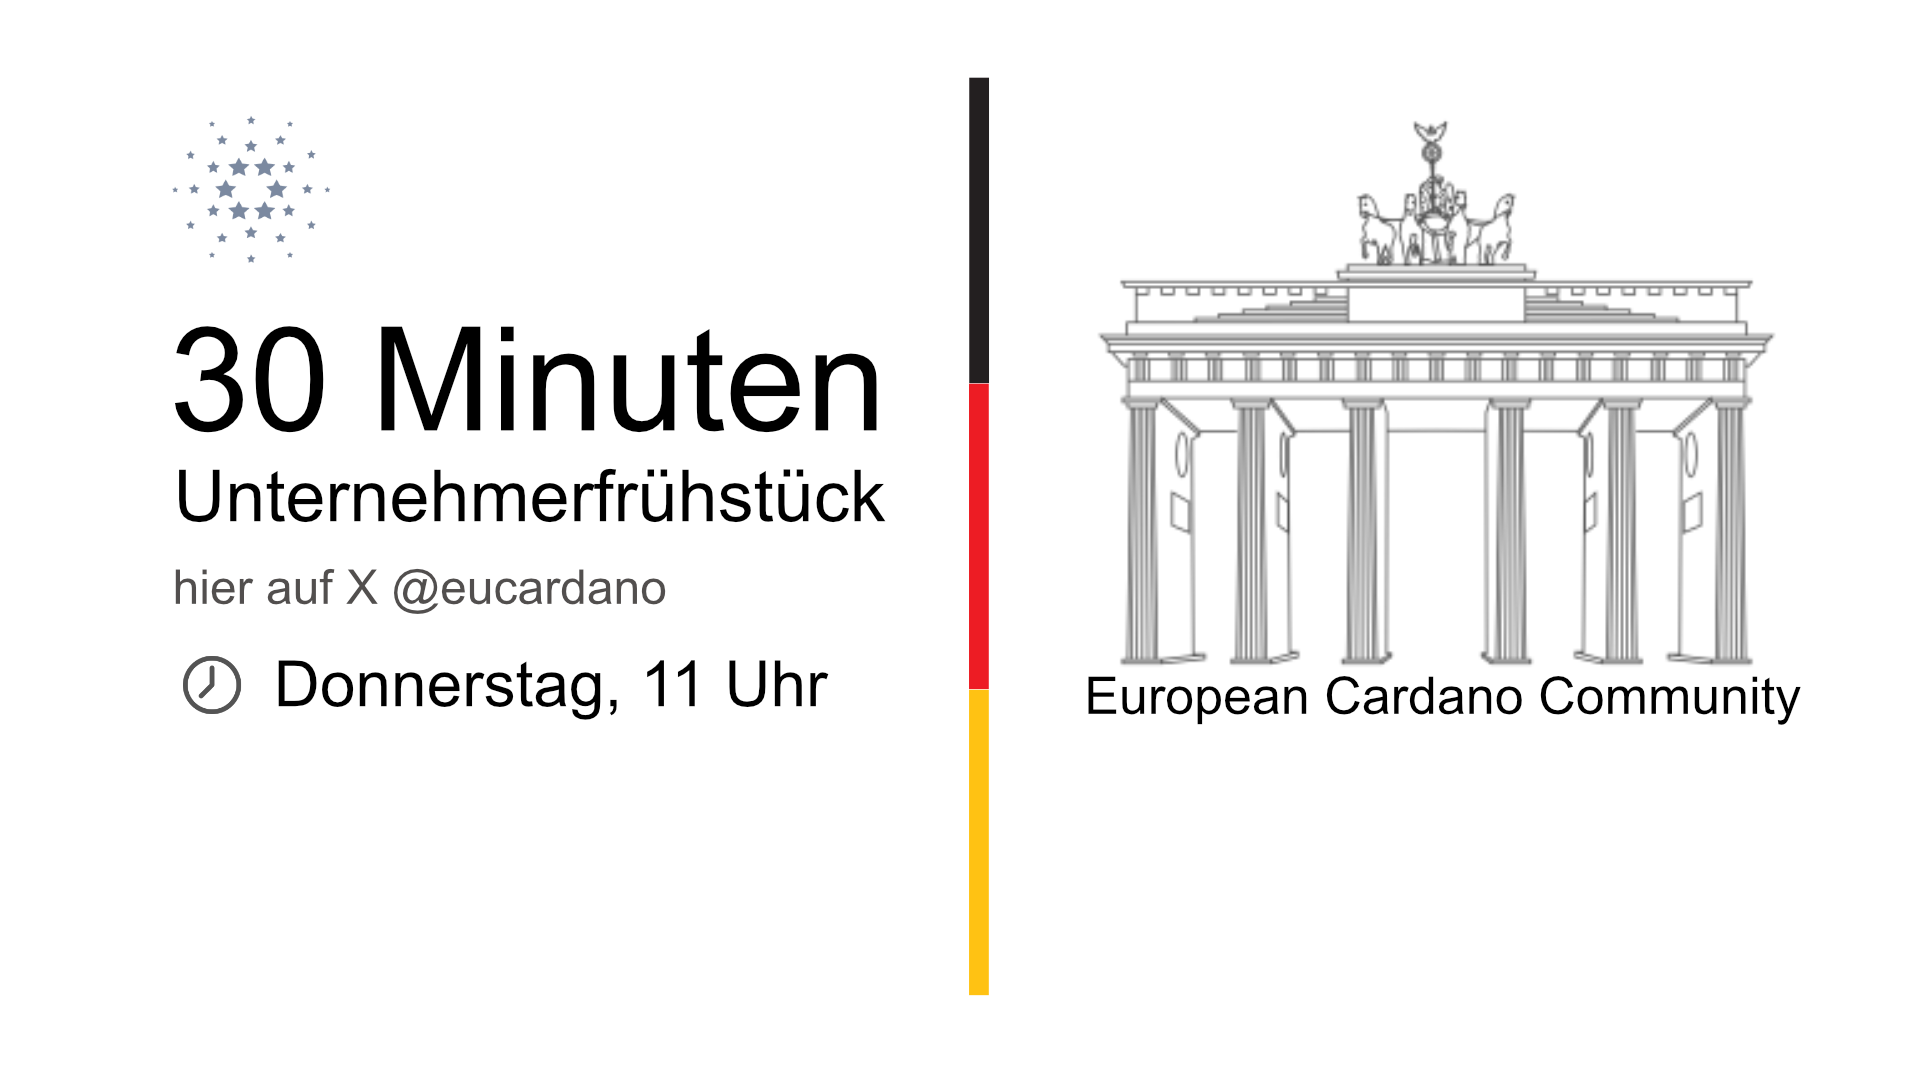 30 Minuten
Unternehmerfrühstück
hier auf X @eucardano
Donnerstag, 11 Uhr
European Cardano Community